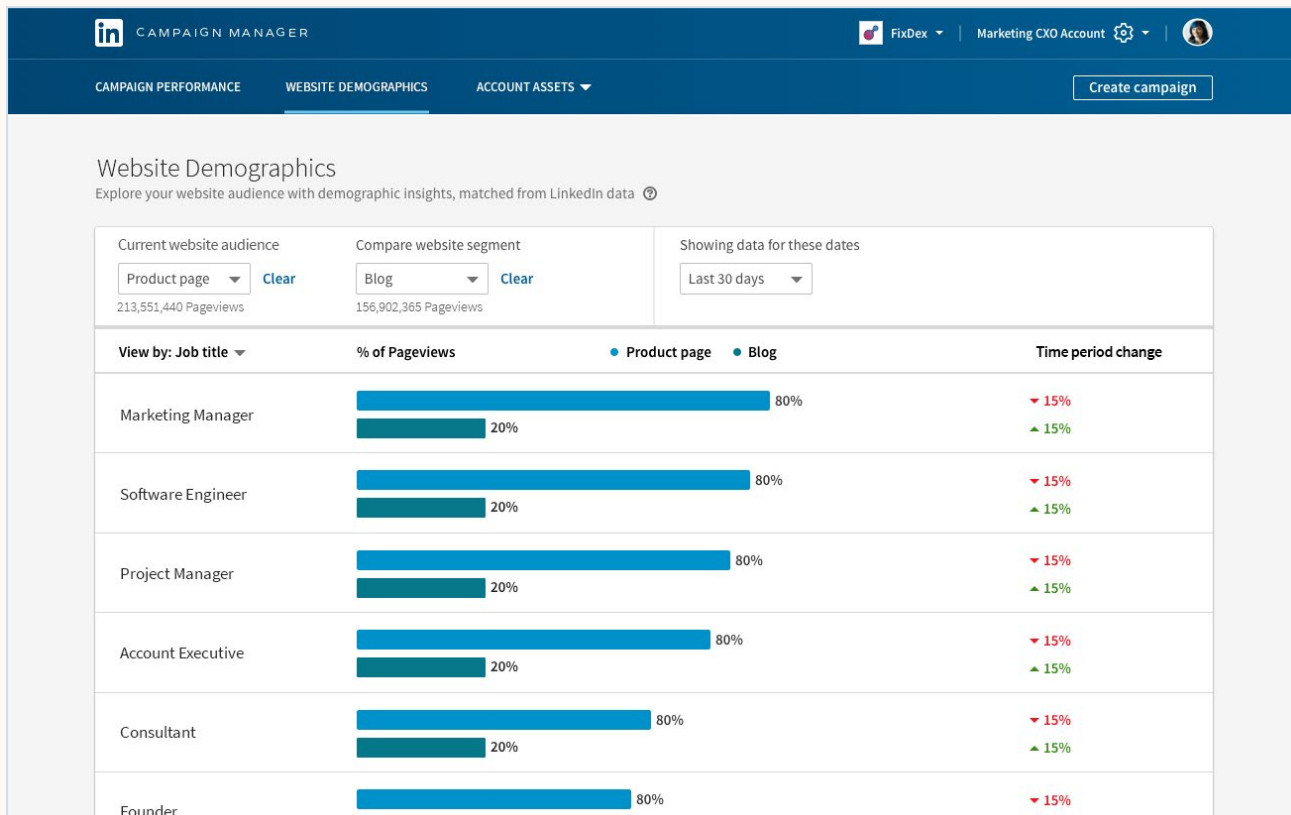 in CAMPAIGN MANAGER FixDex Marketing CXO Account
CAMPAIGN PERFORMANCE WEBSITE DEMOGRAPHICS ACCOUNT ASSETS Create campaign
Website Demographics
Explore your website audience with demographic insights, matched from LinkedIn data ?
Current website audience Compare website segment Showing data for these dates
Product page Clear Blog Clear Last 30 days
213,551,440 Pageviews 156,902,365 Pageviews
View by: Job title % of Pageviews Product page Blog Time period change
Marketing Manager
80% 15%
20% 15%
Software Engineer
80% 15%
20% 15%
Project Manager
80% 15%
20% 15%
Account Executive
80% 15%
20% 15%
Consultant
80% 15%
20% 15%
Founder
80% 15%